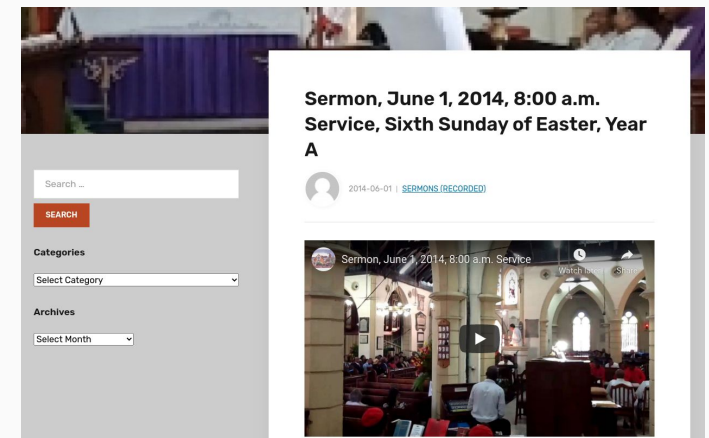 Sermon, June 1, 2014, 8:00 a.m.
Service, Sixth Sunday of Easter, Year
A
2014-06-01 | SERMONS (RECORDED)
Search …
SEARCH
Categories
Select Category
Archives
Select Month
Sermon, June 1, 2014, 8:00 a.m. Service
Watch later
Share